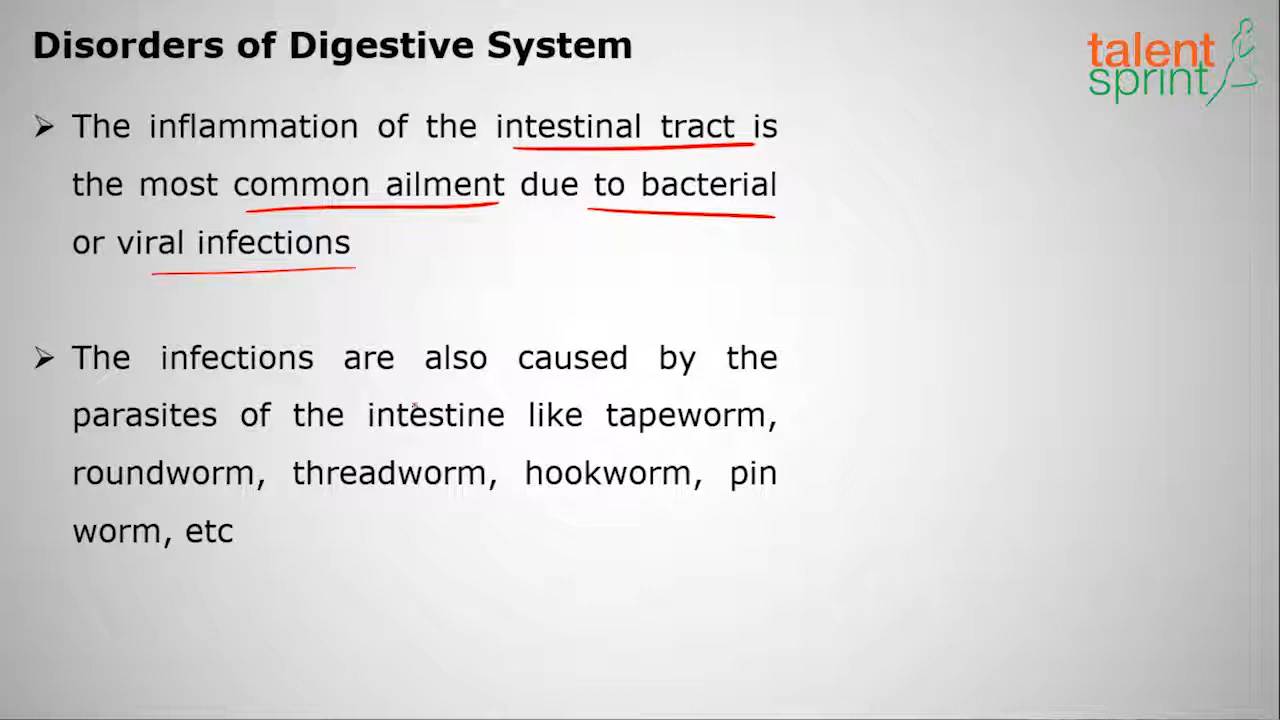 Disorders of Digestive System
talent
sprint
➢ The inflammation of the intestinal tract is
the most common ailment due to bacterial
or viral infections
➢ The infections are also caused by the
parasites of the intestine like tapeworm,
roundworm, threadworm, hookworm, pin
worm, etc